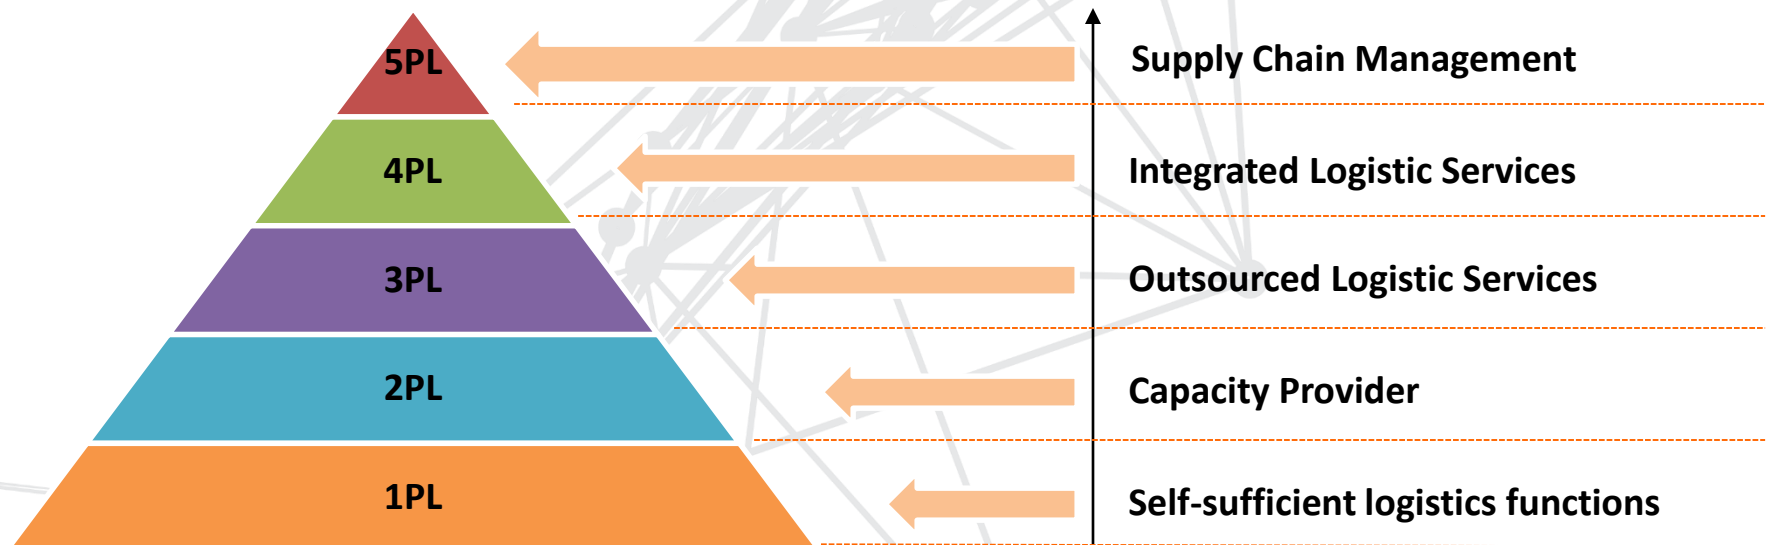 5PL
Supply Chain Management
4PL
Integrated Logistic Services
3PL
Outsourced Logistic Services
2PL
Capacity Provider
1PL
Self-sufficient logistics functions